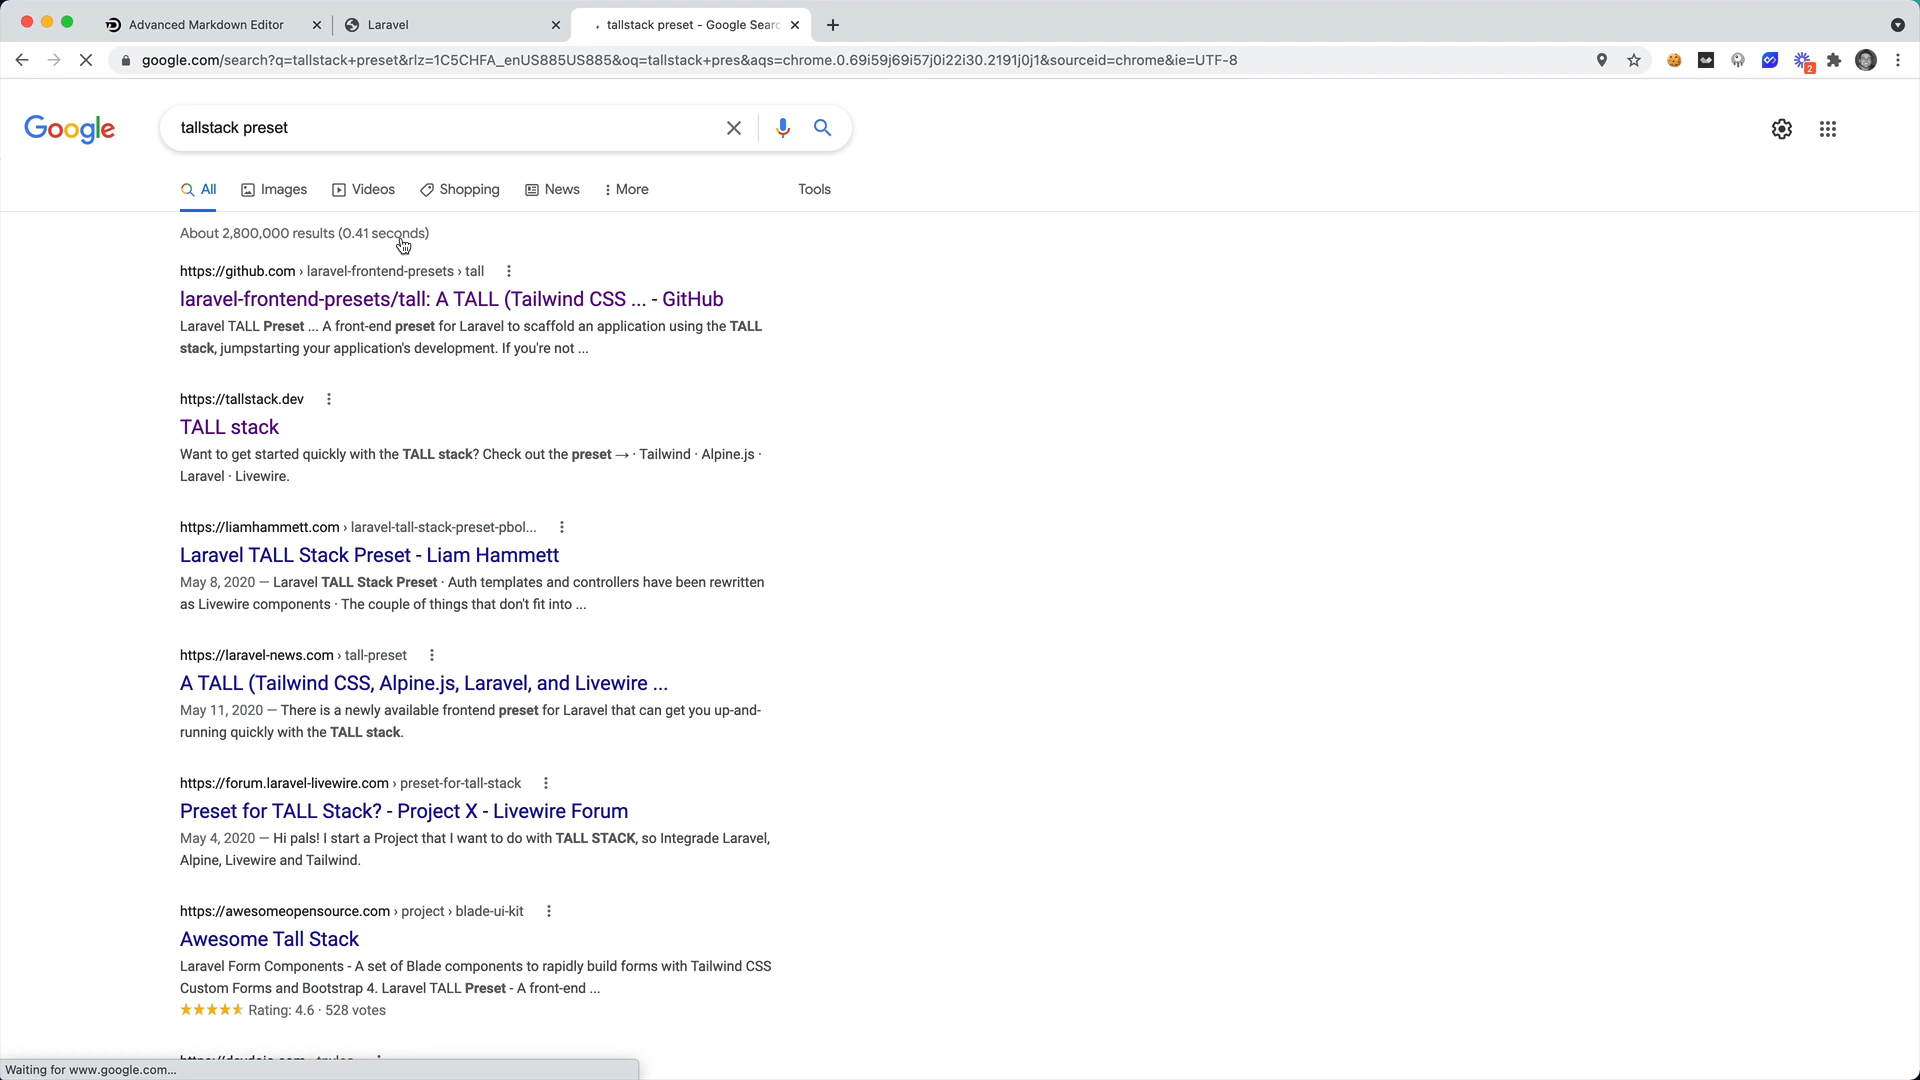 Advanced Markdown Editor
Laravel
tallstack preset - Google Searc
google.com/search?q=tallstack+preset&rlz=1C5CHFA_enUS885US885&oq=tallstack+pres&aqs=chrome.0.69i59j69i57j0i22i30.2191j0j1&sourceid=chrome&ie=UTF-8
2
Google
tallstack preset
All
Images
Videos
Shopping
News
More
Tools
About 2,800,000 results (0.41 seconds)
https://github.com › laravel-frontend-presets › tall
laravel-frontend-presets/tall: A TALL (Tailwind CSS ... - GitHub
Laravel TALL Preset ... A front-end preset for Laravel to scaffold an application using the TALL
stack, jumpstarting your application's development. If you're not ...
https://tallstack.dev
TALL stack
Want to get started quickly with the TALL stack? Check out the preset → · Tailwind · Alpine.js ·
Laravel · Livewire.
https://liamhammett.com › laravel-tall-stack-preset-pbol...
Laravel TALL Stack Preset - Liam Hammett
May 8, 2020 — Laravel TALL Stack Preset · Auth templates and controllers have been rewritten
as Livewire components · The couple of things that don't fit into ...
https://laravel-news.com › tall-preset
A TALL (Tailwind CSS, Alpine.js, Laravel, and Livewire ...
May 11, 2020 — There is a newly available frontend preset for Laravel that can get you up-and-
running quickly with the TALL stack.
https://forum.laravel-livewire.com › preset-for-tall-stack
Preset for TALL Stack? - Project X - Livewire Forum
May 4, 2020 — Hi pals! I start a Project that I want to do with TALL STACK, so Integrade Laravel,
Alpine, Livewire and Tailwind.
https://awesomeopensource.com › project › blade-ui-kit
Awesome Tall Stack
Laravel Form Components - A set of Blade components to rapidly build forms with Tailwind CSS
Custom Forms and Bootstrap 4. Laravel TALL Preset - A front-end ...
Rating: 4.6 · 528 votes
Waiting for www.google.com...